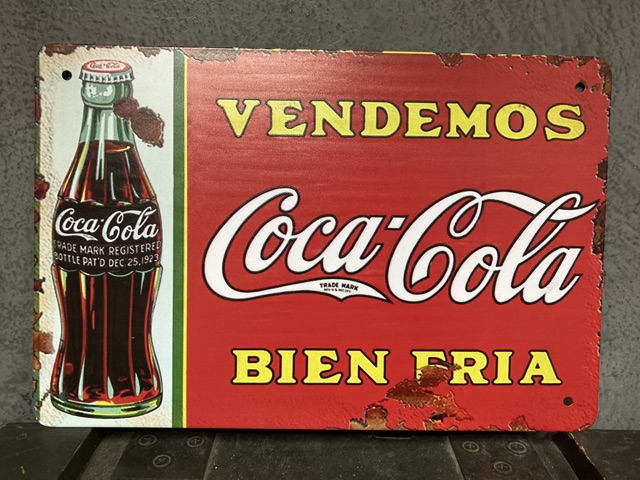 Coca-Cola
Coca-Cola
TRADE MARK REGISTERED
BOTTLE PAT'D DEC 25, 1923
VENDEMOS
Coca-Cola
TRADE MARK
BIEN FRIA